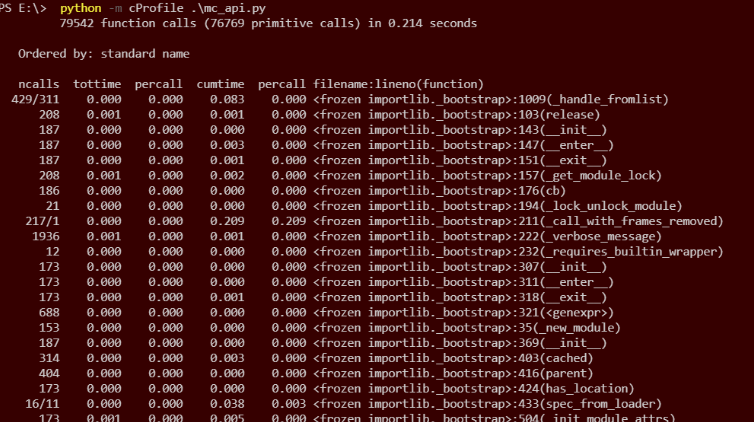 PS E:\> python -m cProfile .\mc_api.py
79542 function calls (76769 primitive calls) in 0.214 seconds
Ordered by: standard name
ncalls tottime percall cumtime percall filename:lineno(function)
429/311 0.000 0.000 0.083 0.000 <frozen importlib._bootstrap>:1009(_handle_fromlist)
208 0.001 0.000 0.001 0.000 <frozen importlib._bootstrap>:103(release)
187 0.000 0.000 0.000 0.000 <frozen importlib._bootstrap>:143(__init__)
187 0.000 0.000 0.003 0.000 <frozen importlib._bootstrap>:147(__enter__)
187 0.000 0.000 0.001 0.000 <frozen importlib._bootstrap>:151(__exit__)
208 0.001 0.000 0.002 0.000 <frozen importlib._bootstrap>:157(_get_module_lock)
186 0.000 0.000 0.000 0.000 <frozen importlib._bootstrap>:176(cb)
21 0.000 0.000 0.000 0.000 <frozen importlib._bootstrap>:194(_lock_unlock_module)
217/1 0.000 0.000 0.209 0.209 <frozen importlib._bootstrap>:211(_call_with_frames_removed)
1936 0.001 0.000 0.001 0.000 <frozen importlib._bootstrap>:222(_verbose_message)
12 0.000 0.000 0.000 0.000 <frozen importlib._bootstrap>:232(_requires_builtin_wrapper)
173 0.000 0.000 0.000 0.000 <frozen importlib._bootstrap>:307(__init__)
173 0.000 0.000 0.000 0.000 <frozen importlib._bootstrap>:311(__enter__)
173 0.000 0.000 0.001 0.000 <frozen importlib._bootstrap>:318(__exit__)
688 0.000 0.000 0.000 0.000 <frozen importlib._bootstrap>:321(<genexpr>)
153 0.000 0.000 0.000 0.000 <frozen importlib._bootstrap>:35(_new_module)
187 0.000 0.000 0.000 0.000 <frozen importlib._bootstrap>:369(__init__)
314 0.000 0.000 0.003 0.000 <frozen importlib._bootstrap>:403(cached)
404 0.000 0.000 0.000 0.000 <frozen importlib._bootstrap>:416(parent)
173 0.000 0.000 0.000 0.000 <frozen importlib._bootstrap>:424(has_location)
16/11 0.000 0.000 0.038 0.003 <frozen importlib._bootstrap>:433(spec_from_loader)
173 0.001 0.000 0.005 0.000 <frozen importlib._bootstrap>:504(_init_module_attrs)